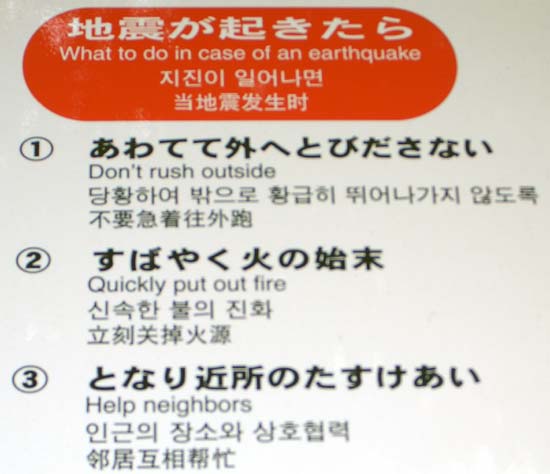 地震が起きたら
What to do in case of an earthquake
지진이 일어나면
当地震发生时
① あわてて外へとびださない
Don't rush outside
당황하여 밖으로 황급히 뛰어나가지 않도록
不要急着往外跑
② すばやく火の始末
Quickly put out fire
신속한 불의 진화
立刻关掉火源
③ となり近所のたすけあい
Help neighbors
인근의 장소와 상호협력
邻居互相帮忙